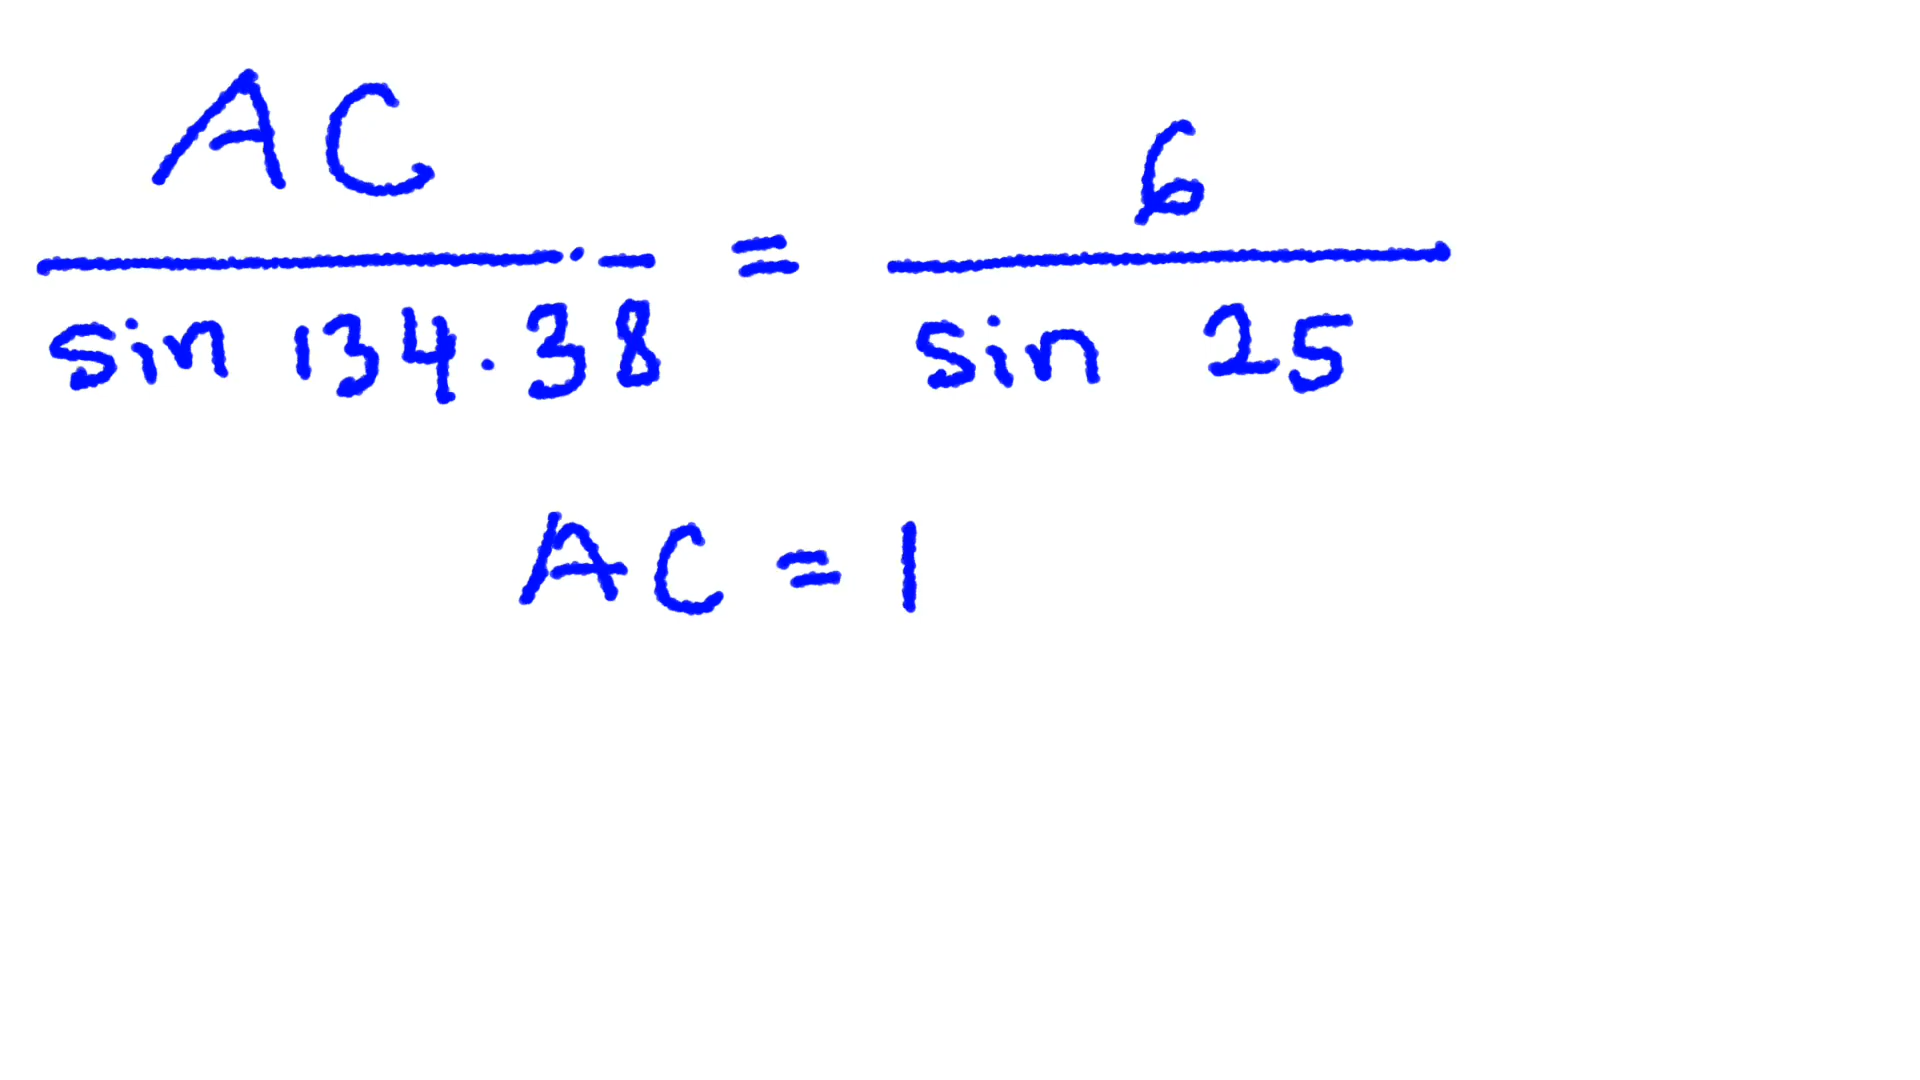 AC / sin 134.38 = 6 / sin 25
AC = 1